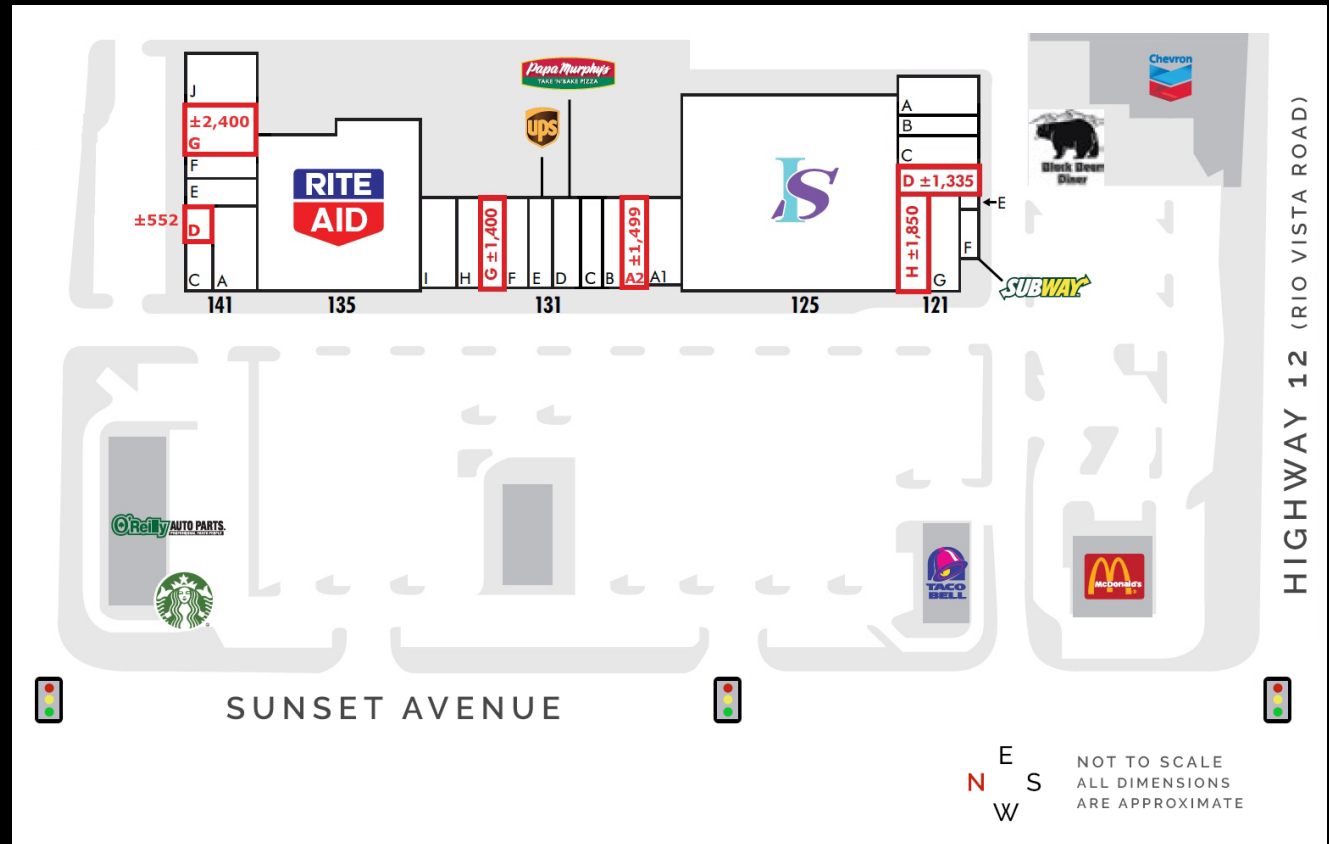 Chevron
Papa Murphy's
TAKE 'N' BAKE PIZZA
ups
Black Bear
Diner
J
±2,400
G
F
E
±552
D
C
A
141
RITE
AID
135
I
H
G ±1,400
F
E
D
C
B
A2 ±1,499
A1
131
IS
125
A
B
C
D ±1,335
E
H ±1,850
F
G
121
SUBWAY
HIGHWAY 12 (RIO VISTA ROAD)
O'Reilly AUTO PARTS.
TACO
BELL
McDonald's
SUNSET AVENUE
E
N S
W
NOT TO SCALE
ALL DIMENSIONS
ARE APPROXIMATE